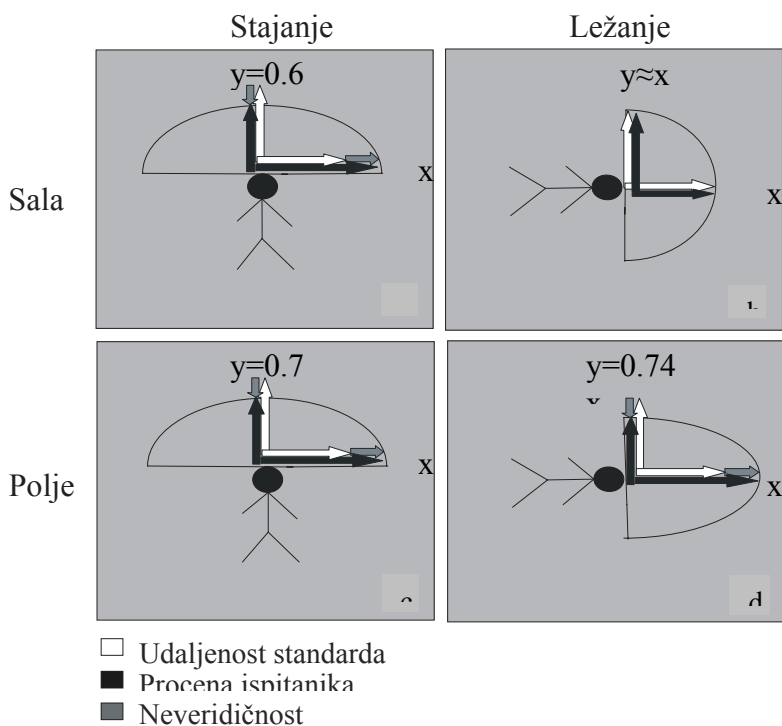 Stajanje Ležanje
Sala
y=0.6
x
y≈x
x
Polje
y=0.7
x
y=0.74
x
d
Udaljenost standarda
Procena ispitanika
Neveridičnost